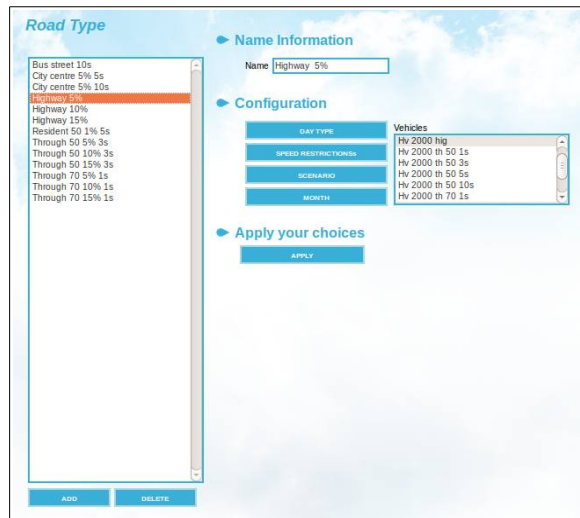 Road Type
Bus street 10s
City centre 5% 5s
City centre 5% 10s
Highway 5%
Highway 10%
Highway 15%
Resident 50 1% 5s
Through 50 5% 3s
Through 50 10% 3s
Through 50 15% 3s
Through 70 5% 1s
Through 70 10% 1s
Through 70 15% 1s
ADD
DELETE
Name Information
Name Highway 5%
Configuration
DAY TYPE
SPEED RESTRICTIONSs
SCENARIO
MONTH
Vehicles
Hv 2000 hig
Hv 2000 th 50 1s
Hv 2000 th 50 3s
Hv 2000 th 50 5s
Hv 2000 th 50 10s
Hv 2000 th 70 1s
Apply your choices
APPLY